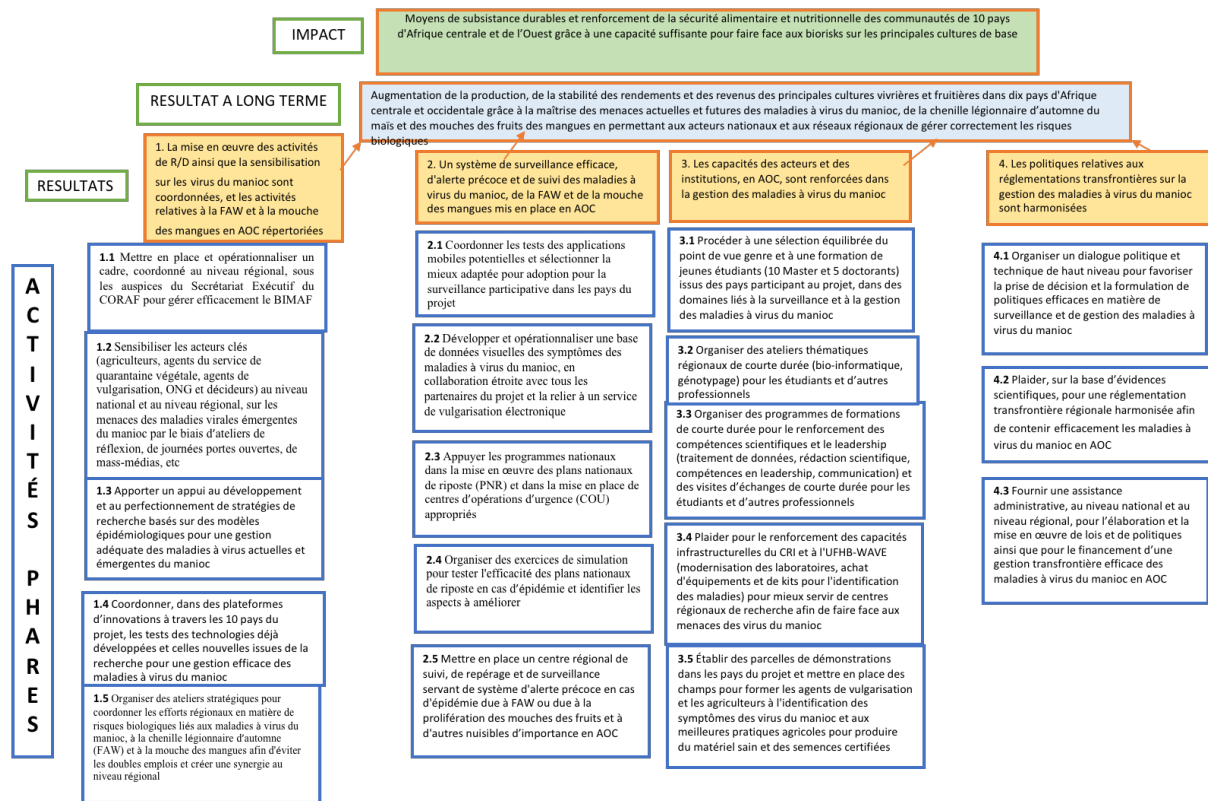 IMPACT
Moyens de subsistance durables et renforcement de la sécurité alimentaire et nutritionnelle des communautés de 10 pays
d'Afrique centrale et de l'Ouest grâce à une capacité suffisante pour faire face aux biorisks sur les principales cultures de base
RESULTAT A LONG TERME
Augmentation de la production, de la stabilité des rendements et des revenus des principales cultures vivrières et fruitières dans dix pays d'Afrique
centrale et occidentale grâce à la maîtrise des menaces actuelles et futures des maladies à virus du manioc, de la chenille légionnaire d'automne du
maïs et des mouches des fruits des mangues en permettant aux acteurs nationaux et aux réseaux régionaux de gérer correctement les risques
biologiques
RESULTATS
1. La mise en œuvre des activités
de R/D ainsi que la sensibilisation
sur les virus du manioc sont
coordonnées, et les activités
relatives à la FAW et à la mouche
des mangues en AOC répertoriées
2. Un système de surveillance efficace,
d'alerte précoce et de suivi des maladies à
virus du manioc, de la FAW et de la mouche
des mangues mis en place en AOC
3. Les capacités des acteurs et des
institutions, en AOC, sont renforcées dans
la gestion des maladies à virus du manioc
4. Les politiques relatives aux
réglementations transfrontières sur la
gestion des maladies à virus du manioc
sont harmonisées
ACTIVITÉS PHARES
1.1 Mettre en place et opérationnaliser un
cadre, coordonné au niveau régional, sous
les auspices du Secrétariat Exécutif du
CORAF pour gérer efficacement le BIMAF
1.2 Sensibiliser les acteurs clés
(agriculteurs, agents du service de
quarantaine végétale, agents de
vulgarisation, ONG et décideurs) au niveau
national et au niveau régional, sur les
menaces des maladies virales émergentes
du manioc par le biais d'ateliers de
réflexion, de journées portes ouvertes, de
mass-médias, etc
1.3 Apporter un appui au développement
et au perfectionnement de stratégies de
recherche basés sur des modèles
épidémiologiques pour une gestion
adéquate des maladies à virus actuelles et
émergentes du manioc
1.4 Coordonner, dans des plateformes
d'innovations à travers les 10 pays du
projet, les tests des technologies déjà
développées et celles nouvelles issues de la
recherche pour une gestion efficace des
maladies à virus du manioc
1.5 Organiser des ateliers stratégiques pour
coordonner les efforts régionaux en matière de
risques biologiques liés aux maladies à virus du
manioc, à la chenille légionnaire d'automne
(FAW) et à la mouche des mangues afin d'éviter
les doubles emplois et créer une synergie au
niveau régional
2.1 Coordonner les tests des applications
mobiles potentielles et sélectionner la
mieux adaptée pour adoption pour la
surveillance participative dans les pays du
projet
2.2 Développer et opérationnaliser une base
de données visuelles des symptômes des
maladies à virus du manioc, en
collaboration étroite avec tous les
partenaires du projet et la relier à un service
de vulgarisation électronique
2.3 Appuyer les programmes nationaux
dans la mise en œuvre des plans nationaux
de riposte (PNR) et dans la mise en place de
centres d'opérations d'urgence (COU)
appropriés
2.4 Organiser des exercices de simulation
pour tester l'efficacité des plans nationaux
de riposte en cas d'épidémie et identifier les
aspects à améliorer
2.5 Mettre en place un centre régional de
suivi, de repérage et de surveillance
servant de système d'alerte précoce en cas
d'épidémie due à FAW ou due à la
prolifération des mouches des fruits et à
d'autres nuisibles d'importance en AOC
3.1 Procéder à une sélection équilibrée du
point de vue genre et à une formation de
jeunes étudiants (10 Master et 5 doctorants)
issus des pays participant au projet, dans des
domaines liés à la surveillance et à la gestion
des maladies à virus du manioc
3.2 Organiser des ateliers thématiques
régionaux de courte durée (bio-informatique,
génotypage) pour les étudiants et d'autres
professionnels
3.3 Organiser des programmes de formations
de courte durée pour le renforcement des
compétences scientifiques et le leadership
(traitement de données, rédaction scientifique,
compétences en leadership, communication) et
des visites d'échanges de courte durée pour les
étudiants et d'autres professionnels
3.4 Plaider pour le renforcement des capacités
infrastructurelles du CRI et à l'UFHB-WAVE
(modernisation des laboratoires, achat
d'équipements et de kits pour l'identification
des maladies) pour mieux servir de centres
régionaux de recherche afin de faire face aux
menaces des virus du manioc
3.5 Établir des parcelles de démonstrations
dans les pays du projet et mettre en place des
champs pour former les agents de vulgarisation
et les agriculteurs à l'identification des
symptômes des virus du manioc et aux
meilleures pratiques agricoles pour produire
du matériel sain et des semences certifiées
4.1 Organiser un dialogue politique et
technique de haut niveau pour favoriser
la prise de décision et la formulation de
politiques efficaces en matière de
surveillance et de gestion des maladies à
virus du manioc
4.2 Plaider, sur la base d'évidences
scientifiques, pour une réglementation
transfrontière régionale harmonisée afin
de contenir efficacement les maladies à
virus du manioc en AOC
4.3 Fournir une assistance
administrative, au niveau national et au
niveau régional, pour l'élaboration et la
mise en œuvre de lois et de politiques
ainsi que pour le financement d'une
gestion transfrontière efficace des
maladies à virus du manioc en AOC